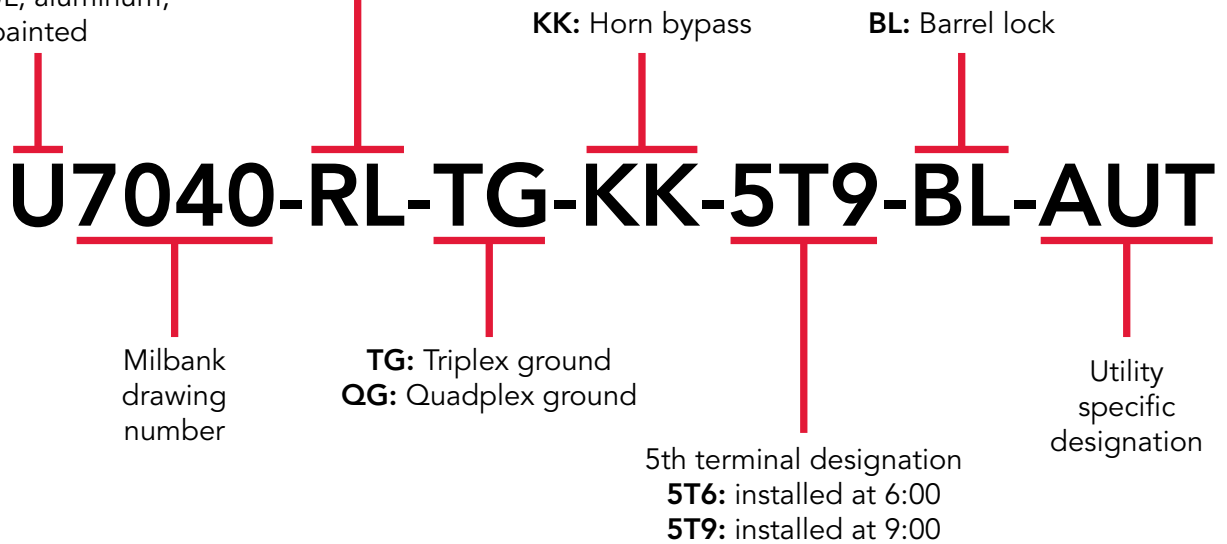 aluminum,
painted
KK: Horn bypass
BL: Barrel lock
U7040-RL-TG-KK-5T9-BL-AUT
Milbank
drawing
number
TG: Triplex ground
QG: Quadplex ground
5th terminal designation
5T6: installed at 6:00
5T9: installed at 9:00
Utility
specific
designation